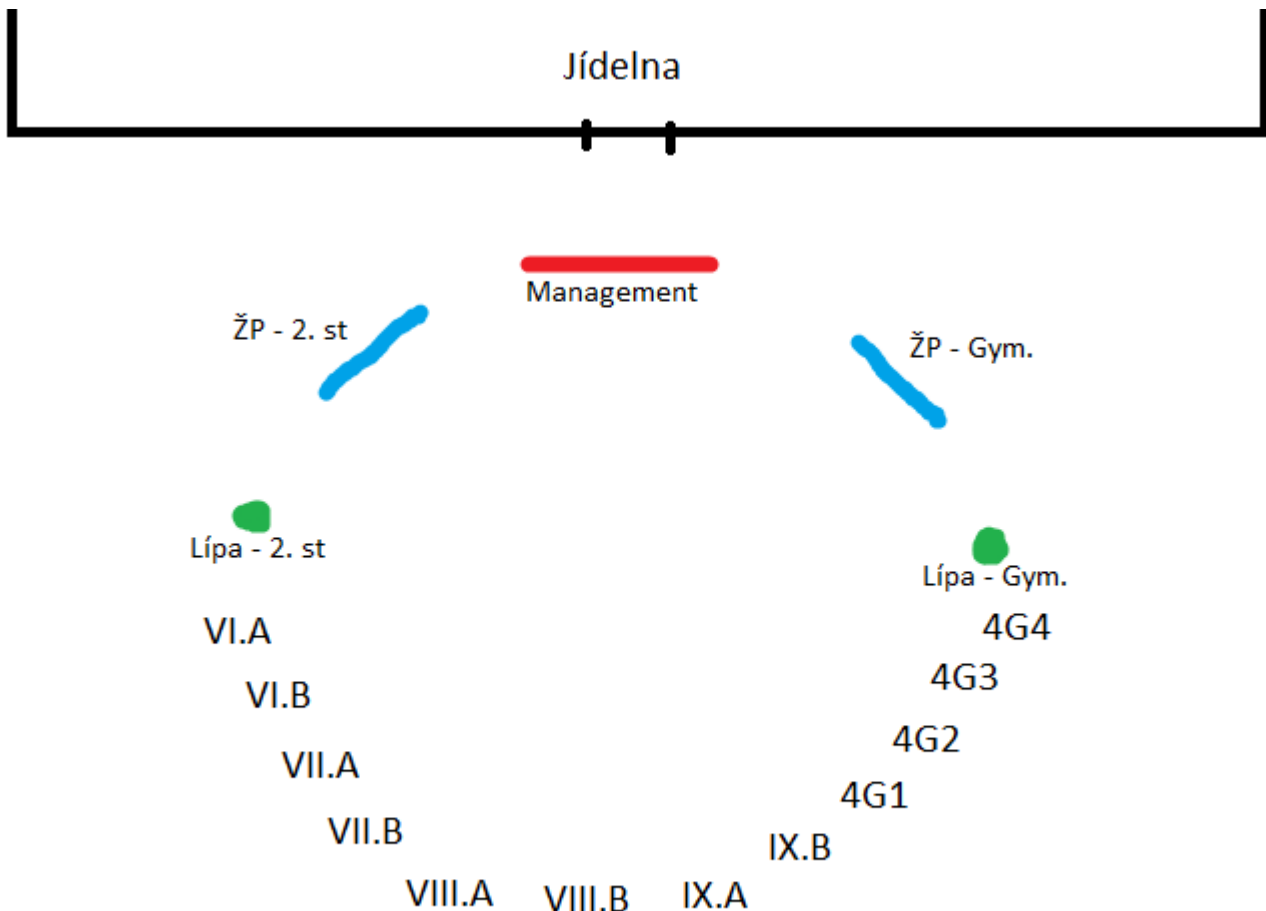 Jídelna
Management
ŽP - 2. st
ŽP - Gym.
Lípa - 2. st
Lípa - Gym.
VI.A
4G4
VI.B
4G3
VII.A
4G2
VII.B
4G1
IX.B
VIII.A
VIII.B
IX.A